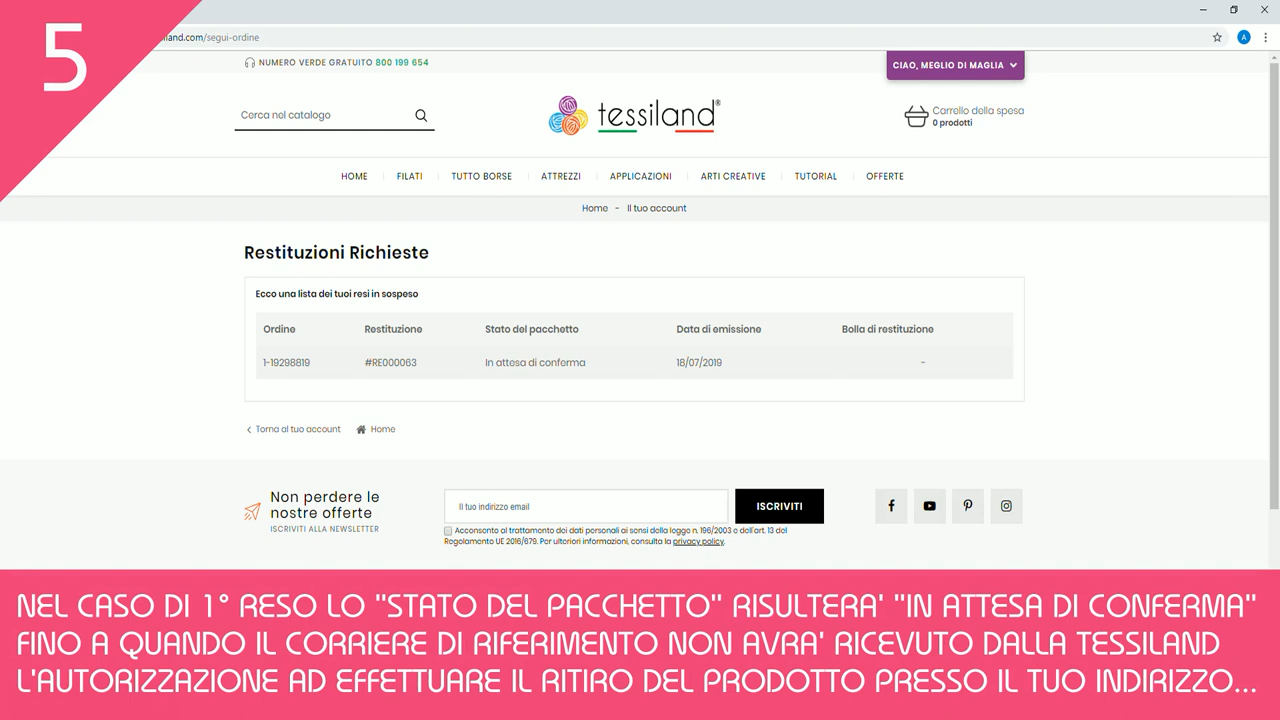 5
land.com/segui-ordine
A
NUMERO VERDE GRATUITO 800 199 654
CIAO, MEGLIO DI MAGLIA
Cerca nel catalogo
tessiland®
Carrello della spesa
0 prodotti
HOME FILATI TUTTO BORSE ATTREZZI APPLICAZIONI ARTI CREATIVE TUTORIAL OFFERTE
Home - Il tuo account
Restituzioni Richieste
Ecco una lista dei tuoi resi in sospeso
Ordine Restituzione Stato del pacchetto Data di emissione Bolla di restituzione
1-19298819 #RE000063 In attesa di conferma 18/07/2019 -
Torna al tuo account Home
Non perdere le
nostre offerte
ISCRIVITI ALLA NEWSLETTER
Il tuo indirizzo email
ISCRIVITI
Acconsento al trattamento dei dati personali ai sensi della legge n. 196/2003 e dell'art. 13 del
Regolamento UE 2016/679. Per ulteriori informazioni, consulta la privacy policy.
NEL CASO DI 1° RESO LO "STATO DEL PACCHETTO" RISULTERA' "IN ATTESA DI CONFERMA"
FINO A QUANDO IL CORRIERE DI RIFERIMENTO NON AVRA' RICEVUTO DALLA TESSILAND
L'AUTORIZZAZIONE AD EFFETTUARE IL RITIRO DEL PRODOTTO PRESSO IL TUO INDIRIZZO...